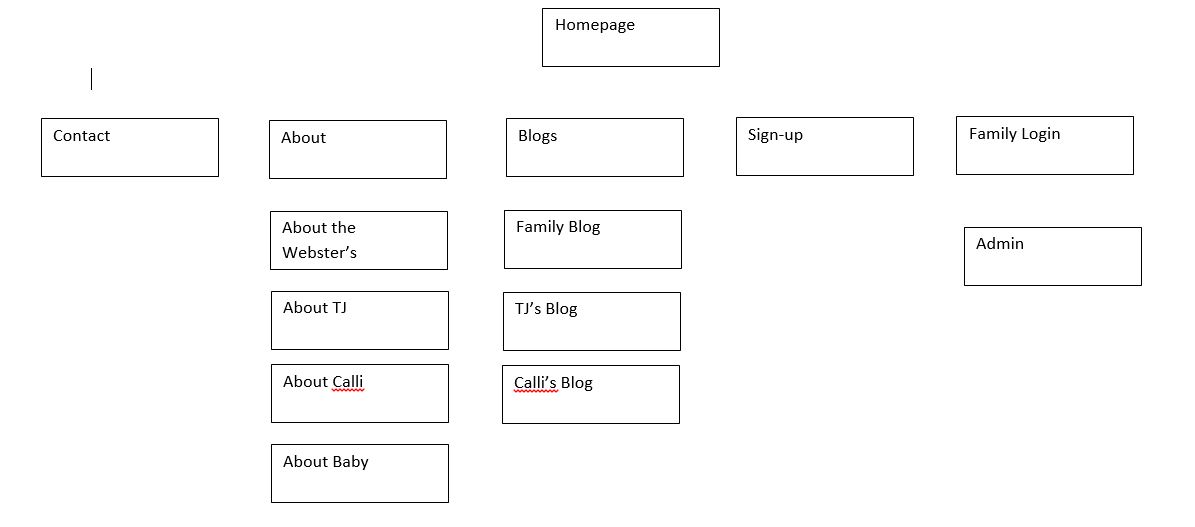 Homepage
Contact
About
Blogs
Sign-up
Family Login
About the
Webster’s
Family Blog
Admin
About TJ
TJ’s Blog
About Calli
Calli’s Blog
About Baby